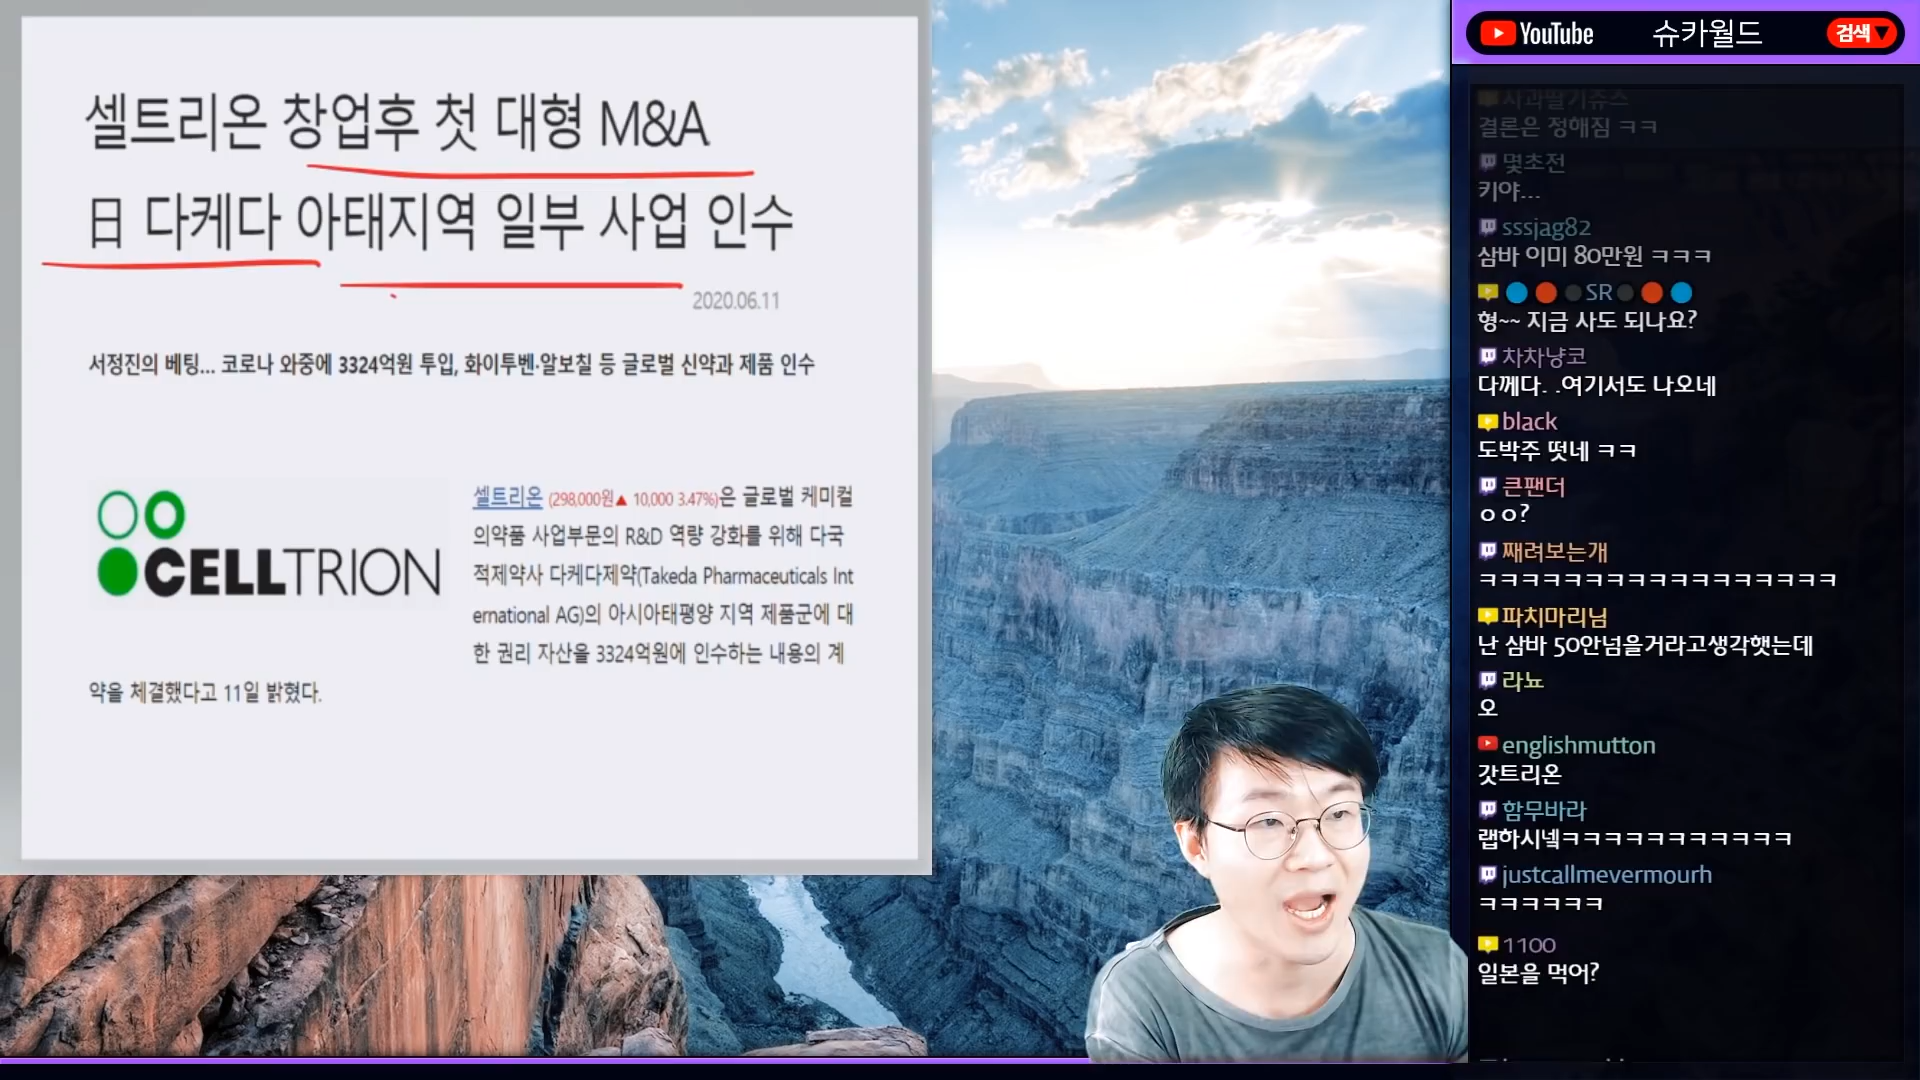 셀트리온 창업후 첫 대형 M&A
日 다케다 아태지역 일부 사업 인수
2020.06.11
서정진의 베팅... 코로나 와중에 3324억원 투입, 화이투벤·알보칠 등 글로벌 신약과 제품 인수
CELLTRION
셀트리온 (298,000원▲ 10,000 3.47%)은 글로벌 케미컬
의약품 사업부문의 R&D 역량 강화를 위해 다국
적제약사 다케다제약(Takeda Pharmaceuticals Int
ernational AG)의 아시아태평양 지역 제품군에 대
한 권리 자산을 3324억원에 인수하는 내용의 계
약을 체결했다고 11일 밝혔다.
YouTube 슈카월드 검색▼
사과딸기쥬스
결론은 정해짐 ㅋㅋ
몇초전
키야...
sssjag82
삼바 이미 80만원 ㅋㅋㅋ
SR
형~~ 지금 사도 되나요?
차차냥코
다께다. .여기서도 나오네
black
도박주 떳네 ㅋㅋ
큰팬더
ㅇㅇ?
째려보는개
ㅋㅋㅋㅋㅋㅋㅋㅋㅋㅋㅋㅋㅋㅋㅋㅋㅋ
파치마리님
난 삼바 50안넘을거라고생각햇는데
라뇨
오
englishmutton
갓트리온
함무바라
랩하시넼ㅋㅋㅋㅋㅋㅋㅋㅋㅋㅋㅋ
justcallmevermourh
ㅋㅋㅋㅋㅋㅋ
1100
일본을 먹어?